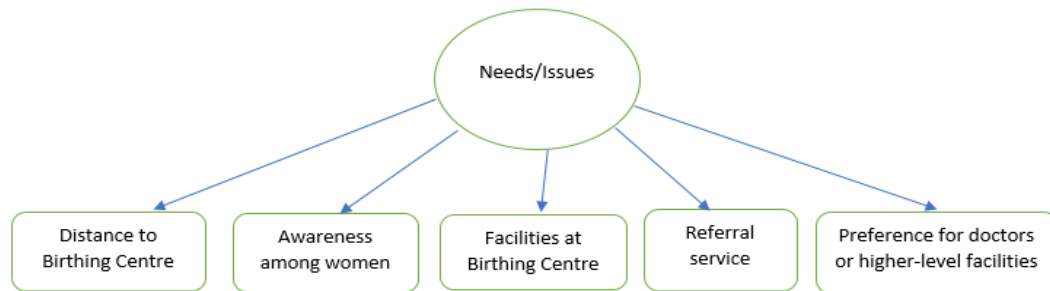 Needs/Issues
Distance to
Birthing Centre
Awareness
among women
Facilities at
Birthing Centre
Referral
service
Preference for doctors
or higher-level facilities